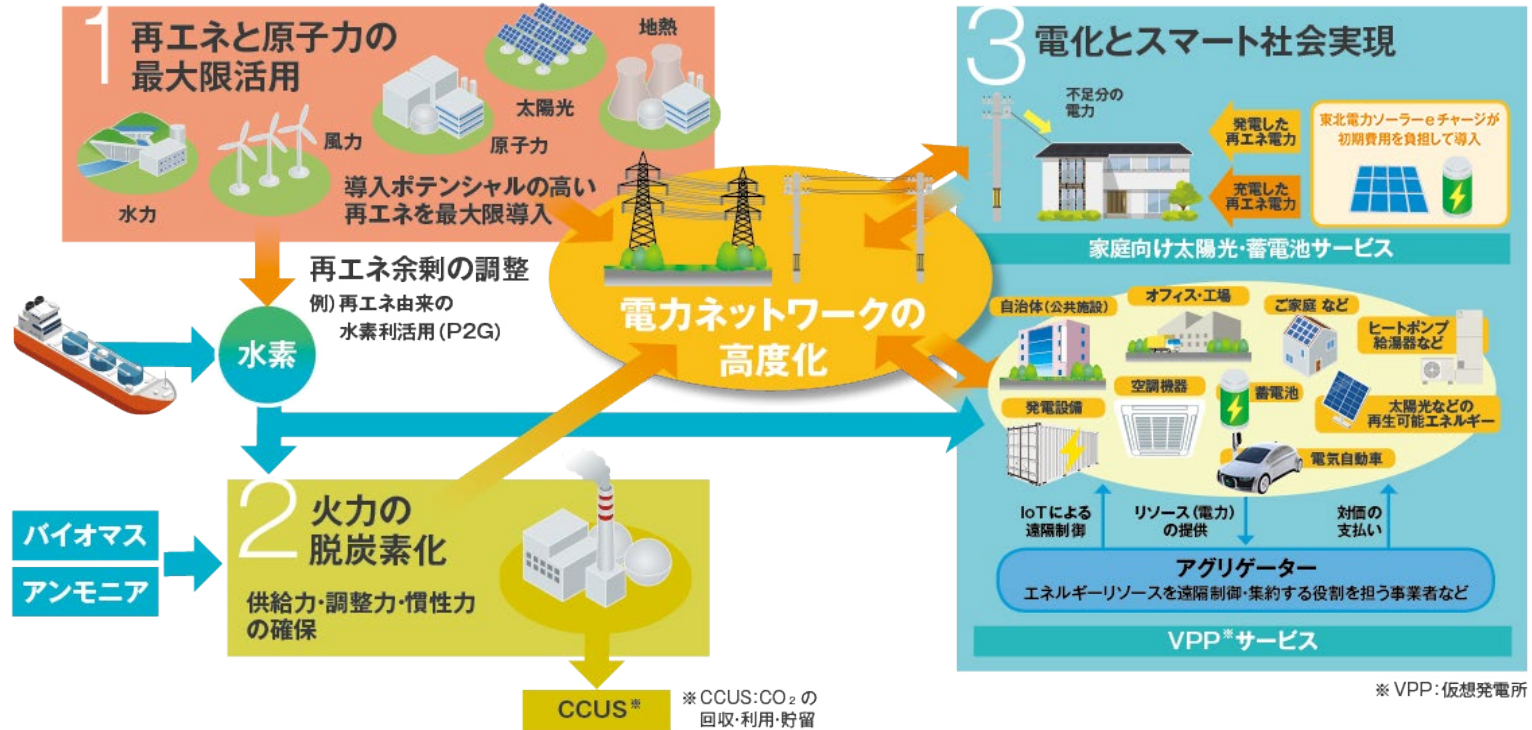 1 再エネと原子力の
最大限活用
地熱
太陽光
風力
原子力
水力
導入ポテンシャルの高い
再エネを最大限導入
再エネ余剰の調整
例)再エネ由来の
水素利活用(P2G)
水素
電力ネットワークの
高度化
バイオマス
アンモニア
2 火力の
脱炭素化
供給力・調整力・慣性力
の確保
CCUS※
※CCUS:CO₂の
回収・利用・貯留
3 電化とスマート社会実現
不足分の
電力
発電した
再エネ電力
充電した
再エネ電力
東北電力ソーラーeチャージが
初期費用を負担して導入
家庭向け太陽光・蓄電池サービス
自治体(公共施設)
オフィス・工場
ご家庭 など
ヒートポンプ
給湯器など
発電設備
空調機器
蓄電池
太陽光などの
再生可能エネルギー
電気自動車
IoTによる
遠隔制御
リソース(電力)
の提供
対価の
支払い
アグリゲーター
エネルギーリソースを遠隔制御・集約する役割を担う事業者など
VPP※サービス
※VPP:仮想発電所